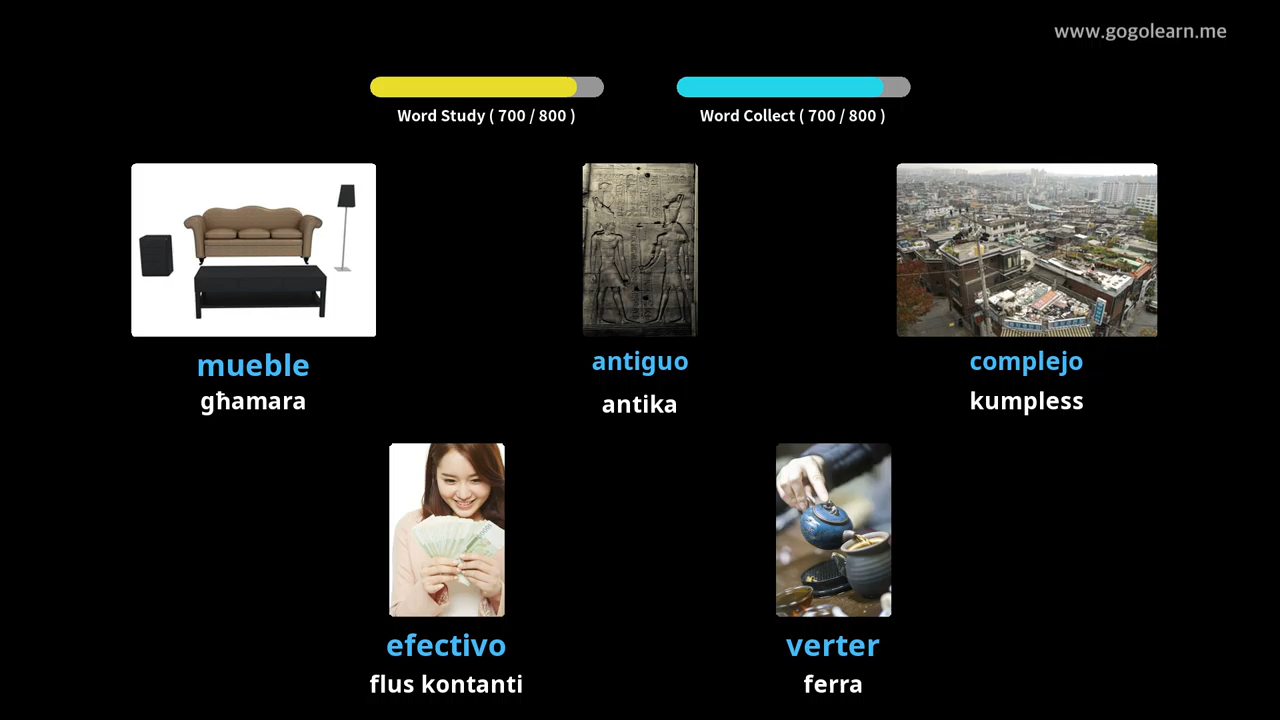 www.gogolearn.me
Word Study ( 700 / 800 )
Word Collect ( 700 / 800 )
mueble
għamara
antiguo
antika
complejo
kumpless
efectivo
flus kontanti
verter
ferra